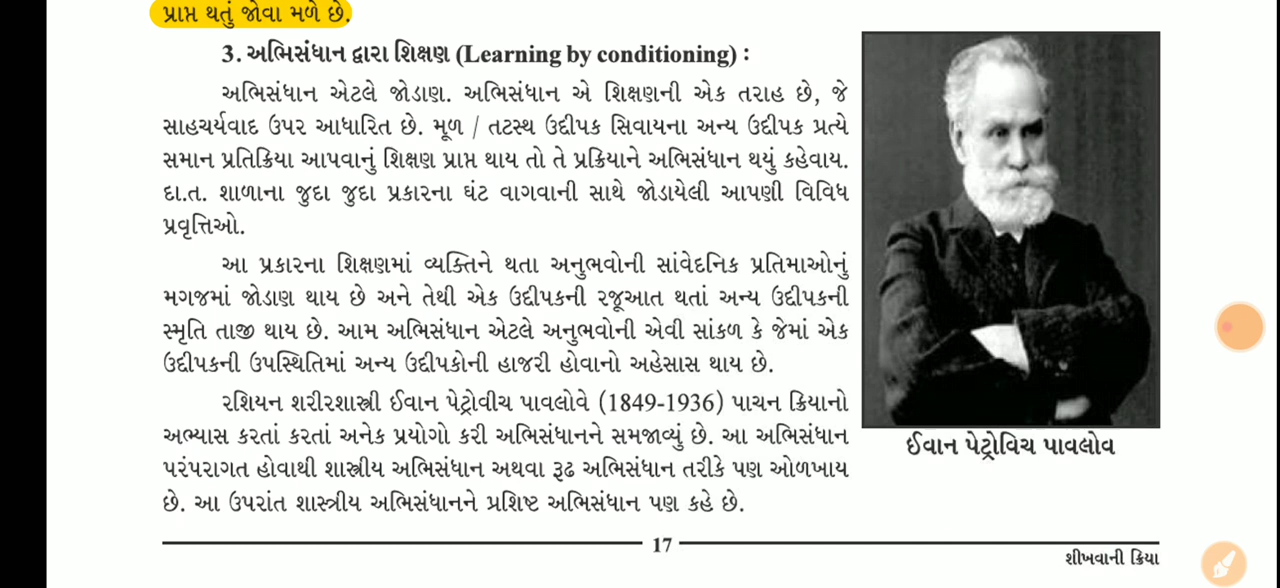 પ્રાપ્ત થતું જોવા મળે છે.
3. અભિસંધાન દ્વારા શિક્ષણ (Learning by conditioning) :
અભિસંધાન એટલે જોડાણ. અભિસંધાન એ શિક્ષણની એક તરાહ છે, જે
સાહચર્યવાદ ઉપર આધારિત છે. મૂળ / તટસ્થ ઉદ્દીપક સિવાયના અન્ય ઉદ્દીપક પ્રત્યે
સમાન પ્રતિક્રિયા આપવાનું શિક્ષણ પ્રાપ્ત થાય તો તે પ્રક્રિયાને અભિસંધાન થયું કહેવાય.
દા.ત. શાળાના જુદા જુદા પ્રકારના ઘંટ વાગવાની સાથે જોડાયેલી આપણી વિવિધ
પ્રવૃત્તિઓ.
આ પ્રકારના શિક્ષણમાં વ્યક્તિને થતા અનુભવોની સાંવેદનિક પ્રતિમાઓનું
મગજમાં જોડાણ થાય છે અને તેથી એક ઉદ્દીપકની રજૂઆત થતાં અન્ય ઉદ્દીપકની
સ્મૃતિ તાજી થાય છે. આમ અભિસંધાન એટલે અનુભવોની એવી સાંકળ કે જેમાં એક
ઉદ્દીપકની ઉપસ્થિતિમાં અન્ય ઉદ્દીપકોની હાજરી હોવાનો અહેસાસ થાય છે.
રશિયન શરીરશાસ્ત્રી ઈવાન પેટ્રોવીચ પાવલોવે (1849-1936) પાચન ક્રિયાનો
અભ્યાસ કરતાં કરતાં અનેક પ્રયોગો કરી અભિસંધાનને સમજાવ્યું છે. આ અભિસંધાન
પરંપરાગત હોવાથી શાસ્ત્રીય અભિસંધાન અથવા રૂઢ અભિસંધાન તરીકે પણ ઓળખાય
છે. આ ઉપરાંત શાસ્ત્રીય અભિસંધાનને પ્રશિષ્ટ અભિસંધાન પણ કહે છે.
ઈવાન પેટ્રોવિચ પાવલોવ
17
શીખવાની ક્રિયા